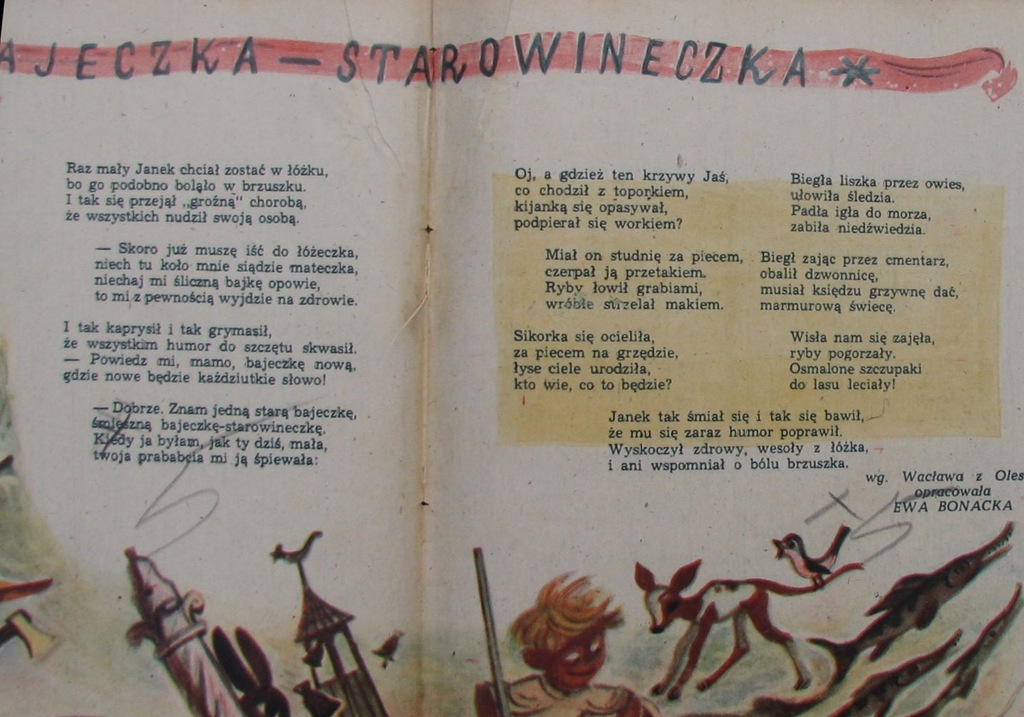 AJECZKA — STAROWINECZKA *
Raz mały Janek chciał zostać w łóżku,
bo go podobno bolało w brzuszku.
I tak się przejął „groźną" chorobą,
że wszystkich nudził swoją osobą.
— Skoro już muszę iść do łóżeczka,
niech tu koło mnie siądzie mateczka,
niechaj mi śliczną bajkę opowie,
to mi z pewnością wyjdzie na zdrowie.
I tak kaprysił i tak grymasił,
że wszystkim humor do szczętu skwasił.
— Powiedz mi, mamo, bajeczkę nową,
gdzie nowe będzie każdziutkie słowo!
— Dobrze. Znam jedną starą bajeczkę,
śmieszną bajeczkę-starowineczkę.
Kiedy ja byłam, jak ty dziś, mała,
twoja prababcia mi ją śpiewała:
Oj, a gdzież ten krzywy Jaś,
co chodził z toporkiem,
kijanką się opasywał,
podpierał się workiem?
Miał on studnię za piecem,
czerpał ją przetakiem.
Ryby łowił grabiami,
wróble strzelał makiem.
Sikorka się ocieliła,
za piecem na grzędzie,
łyse ciele urodziła,
kto wie, co to będzie?
Biegła liszka przez owies,
ułowiła śledzia.
Padła igła do morza,
zabiła niedźwiedzia.
Biegł zając przez cmentarz,
obalił dzwonnicę,
musiał księdzu grzywnę dać,
marmurową świecę.
Wisła nam się zajęła,
ryby pogorzały.
Osmalone szczupaki
do lasu leciały!
Janek tak śmiał się i tak się bawił,
że mu się zaraz humor poprawił.
Wyskoczył zdrowy, wesoły z łóżka,
i ani wspomniał o bólu brzuszka.
wg. Wacława z Oles
opracowała
EWA BONACKA